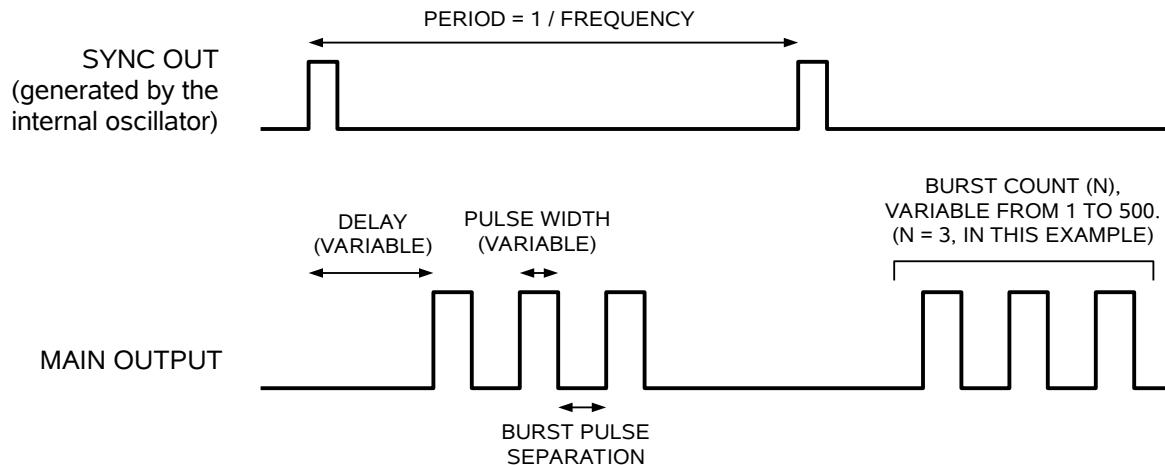 PERIOD = 1 / FREQUENCY
SYNC OUT
(generated by the
internal oscillator)
BURST COUNT (N),
VARIABLE FROM 1 TO 500.
(N = 3, IN THIS EXAMPLE)
DELAY
(VARIABLE)
PULSE WIDTH
(VARIABLE)
MAIN OUTPUT
BURST PULSE
SEPARATION